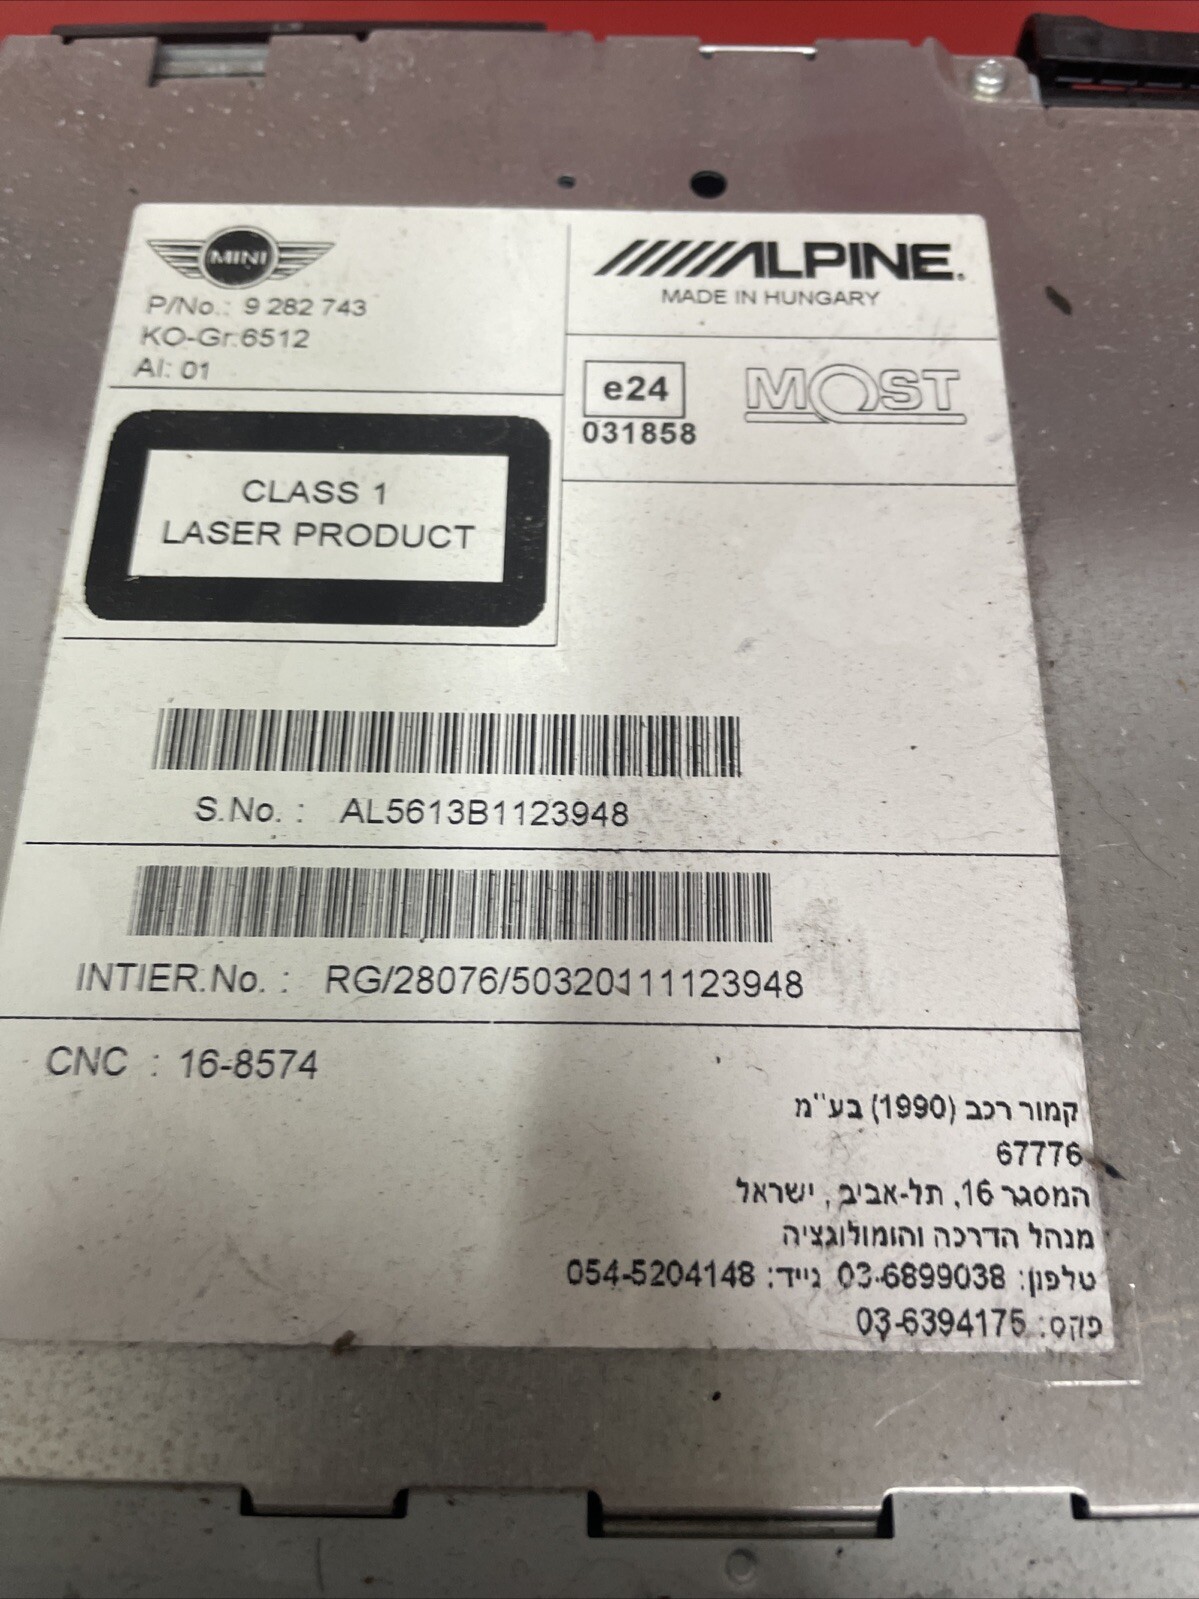 MINI
P/No.: 9 282 743
KO-Gr.:6512
AI: 01
ALPINE.
MADE IN HUNGARY
e24
031858
MOST
CLASS 1
LASER PRODUCT
S.No. : AL5613B1123948
INTIER.No. : RG/28076/50320111123948
CNC : 16-8574
קמור רכב (1990) בע"מ
67776
המסגר 16, תל-אביב, ישראל
מנהל הדרכה והומולוגציה
טלפון: 03-6899038 נייד: 054-5204148
פקס: 03-6394175